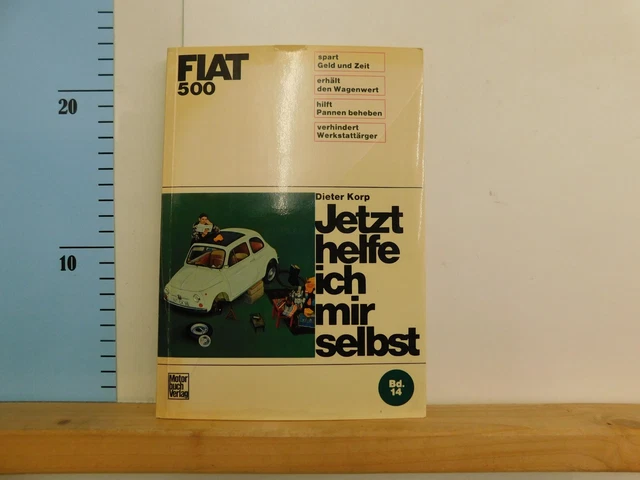 FIAT
500
spart
Geld und Zeit
erhält
den Wagenwert
hilft
Pannen beheben
verhindert
Werkstattärger
Dieter Korp
Jetzt
helfe
ich
mir
selbst
Motor
buch
Verlag
Bd.
14
20
10